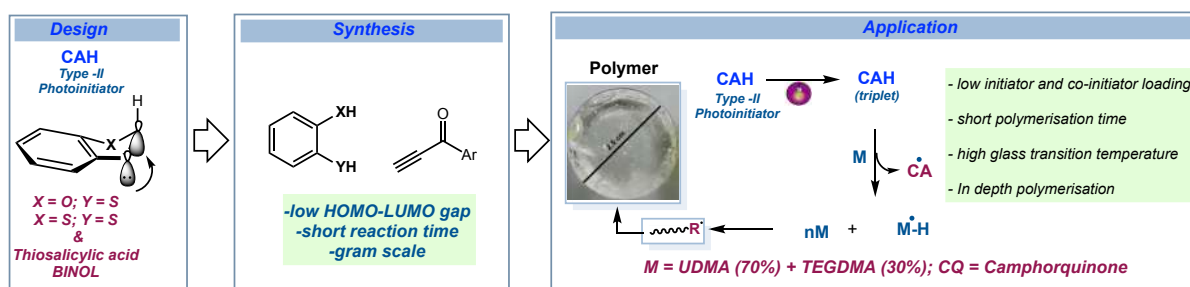 Design
CAH
Type -II
Photoinitiator
H
X
X = O; Y = S
X = S; Y = S
&
Thiosalicylic acid
BINOL
Synthesis
XH
YH
O
Ar
-low HOMO-LUMO gap
-short reaction time
-gram scale
Application
Polymer
CAH
Type -II
Photoinitiator
CAH
(triplet)
M
CA
nM + M-H
R
- low initiator and co-initiator loading
- short polymerisation time
- high glass transition temperature
- In depth polymerisation
M = UDMA (70%) + TEGDMA (30%); CQ = Camphorquinone